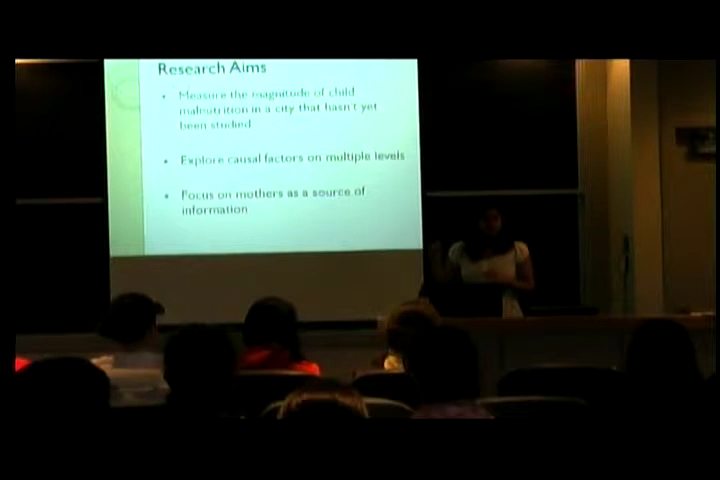 Research Aims
• Measure the magnitude of child
malnutrition in a city that hasn't yet
been studied
• Explore causal factors on multiple levels
• Focus on mothers as a source of
information